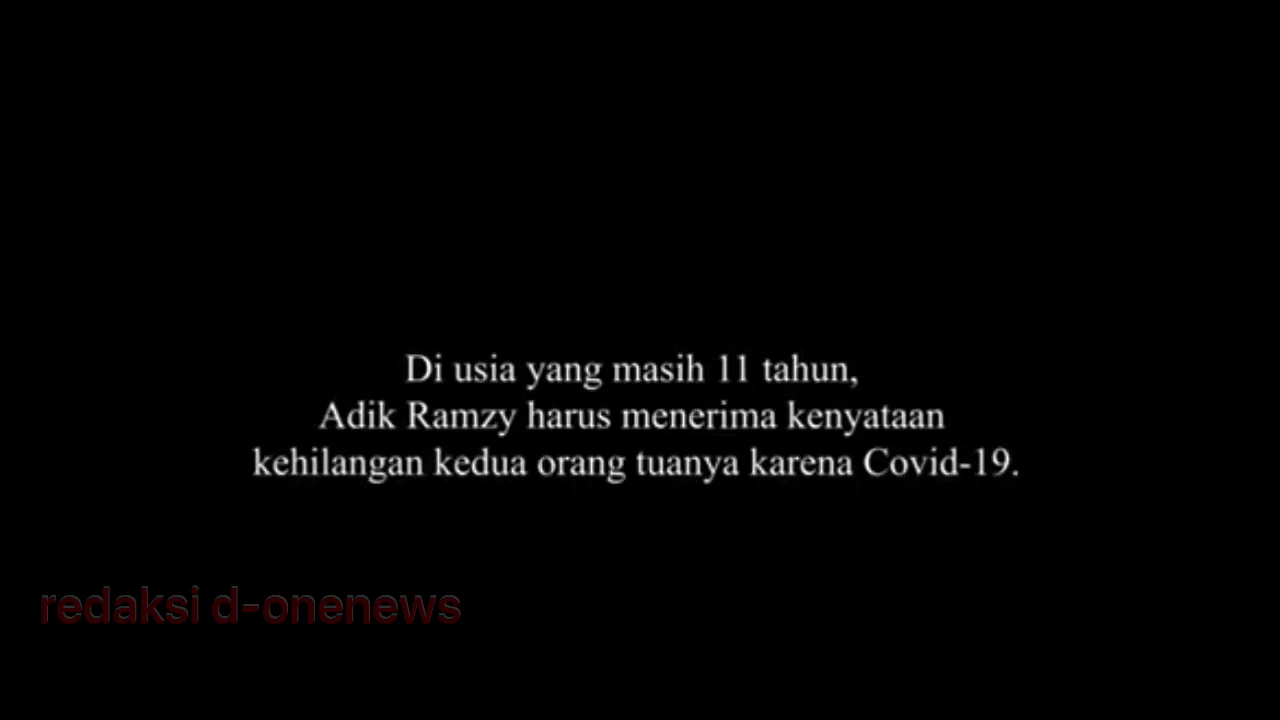 Di usia yang masih 11 tahun,
Adik Ramzy harus menerima kenyataan
kehilangan kedua orang tuanya karena Covid-19.
redaksi d-onenews